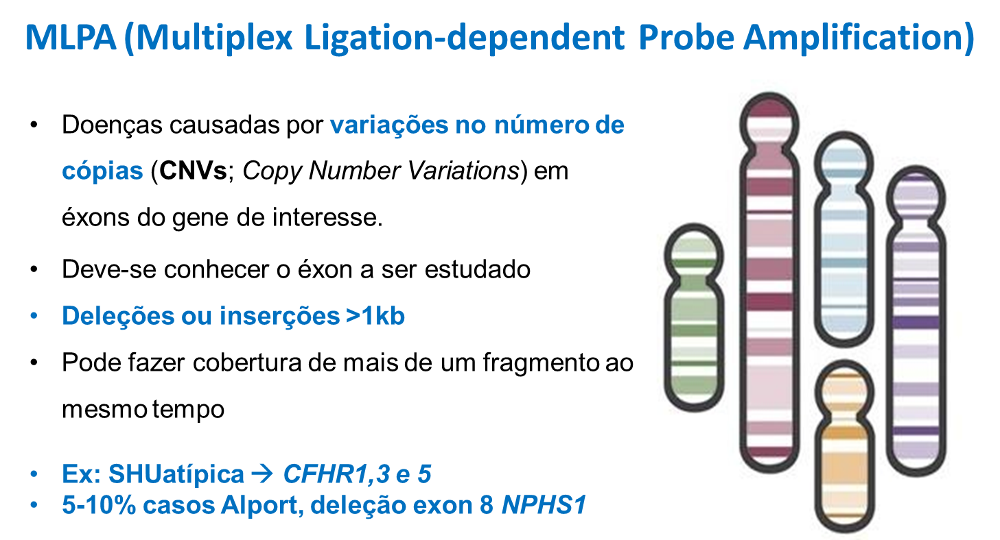 MLPA (Multiplex Ligation-dependent Probe Amplification)
• Doenças causadas por variações no número de
cópias (CNVs; Copy Number Variations) em
éxons do gene de interesse.
• Deve-se conhecer o éxon a ser estudado
• Deleções ou inserções >1kb
• Pode fazer cobertura de mais de um fragmento ao
mesmo tempo
• Ex: SHUatípica → CFHR1,3 e 5
• 5-10% casos Alport, deleção exon 8 NPHS1